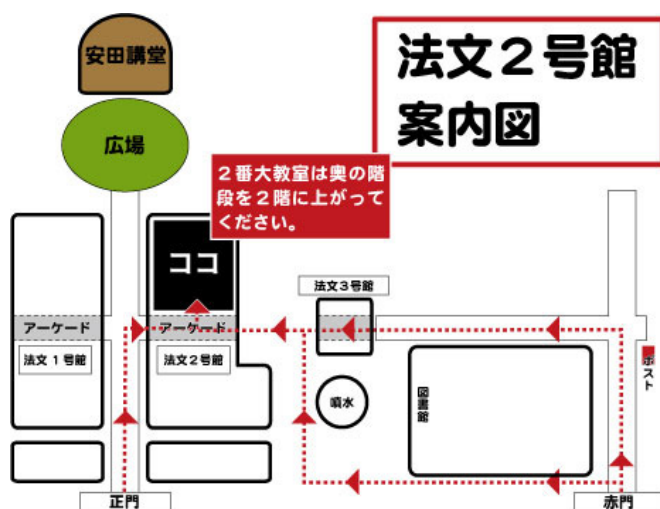 安田講堂
法文２号館
案内図
広場
２番大教室は奥の階
段を２階に上がって
ください。
ココ
法文３号館
アーケード
アーケード
法文１号館
法文２号館
ポスト
図書館
噴水
正門
赤門